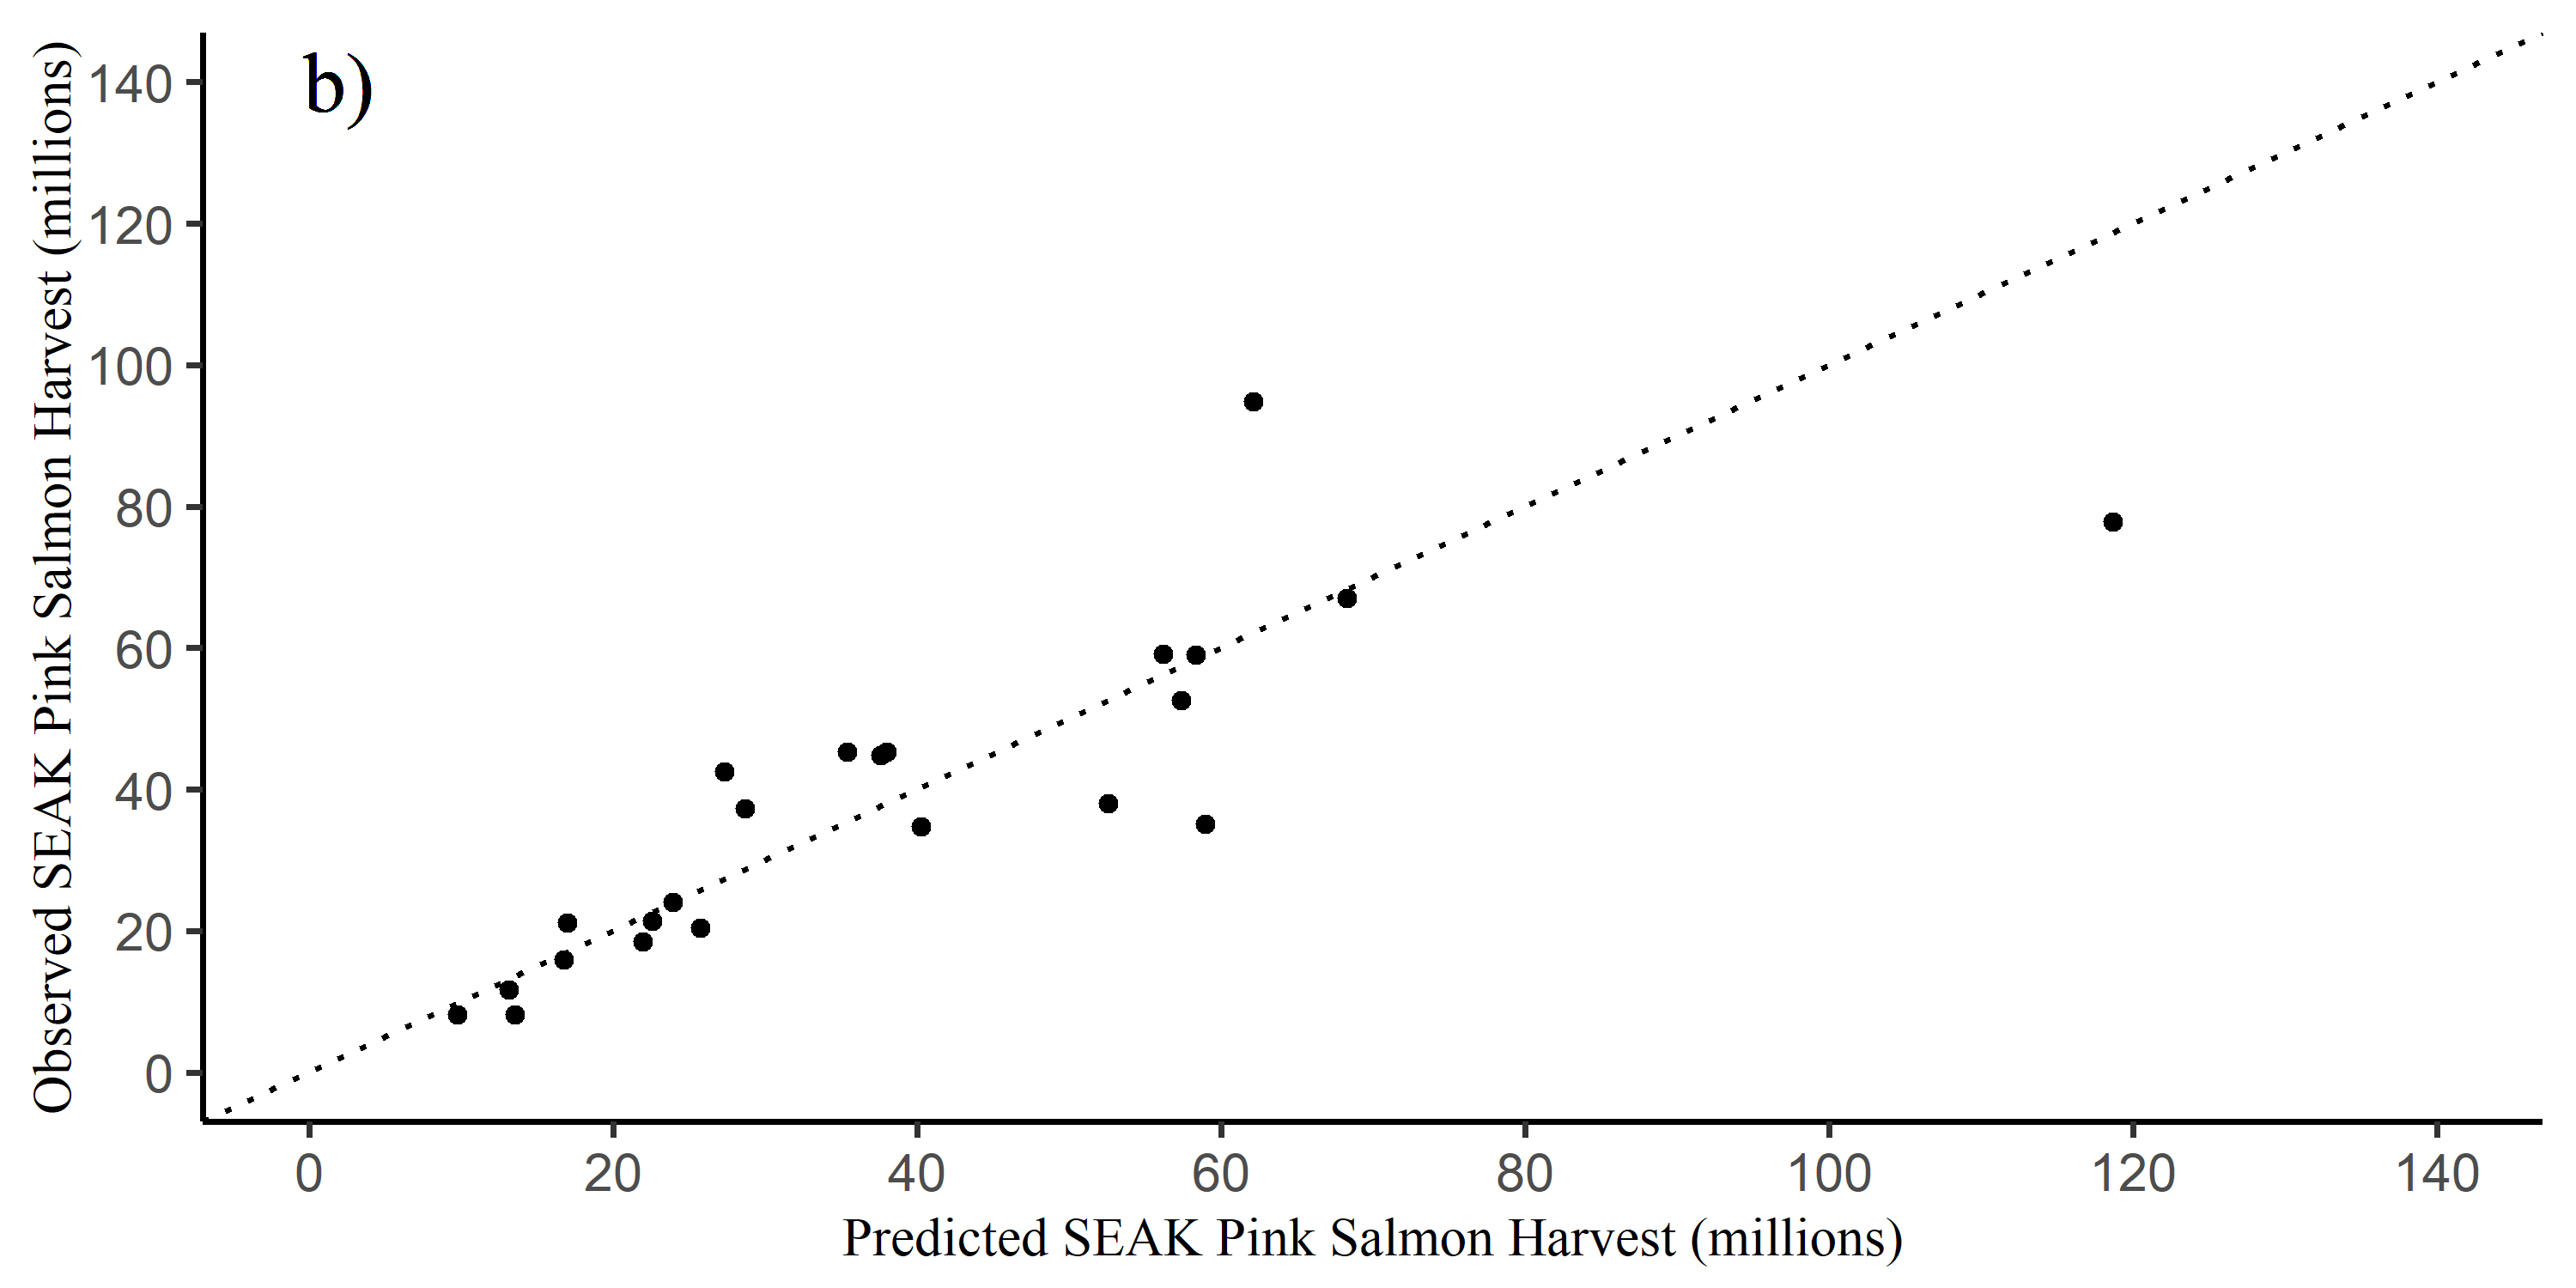 b)
Observed SEAK Pink Salmon Harvest (millions)
140
120
100
80
60
40
20
0
0 20 40 60 80 100 120 140
Predicted SEAK Pink Salmon Harvest (millions)